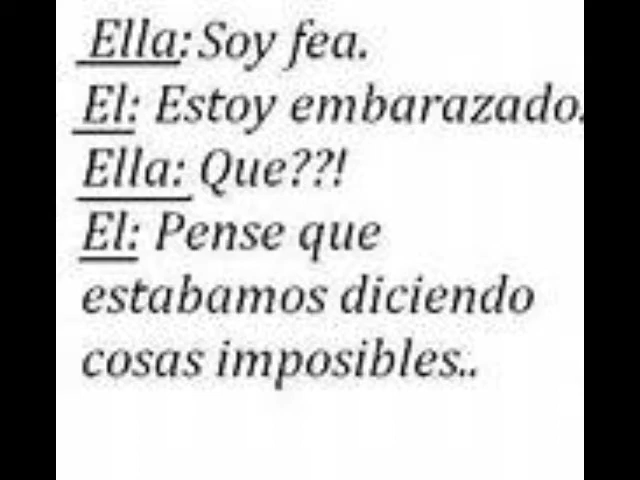 Ella: Soy fea.
El: Estoy embarazado.
Ella: Que??!
El: Pense que
estabamos diciendo
cosas imposibles..